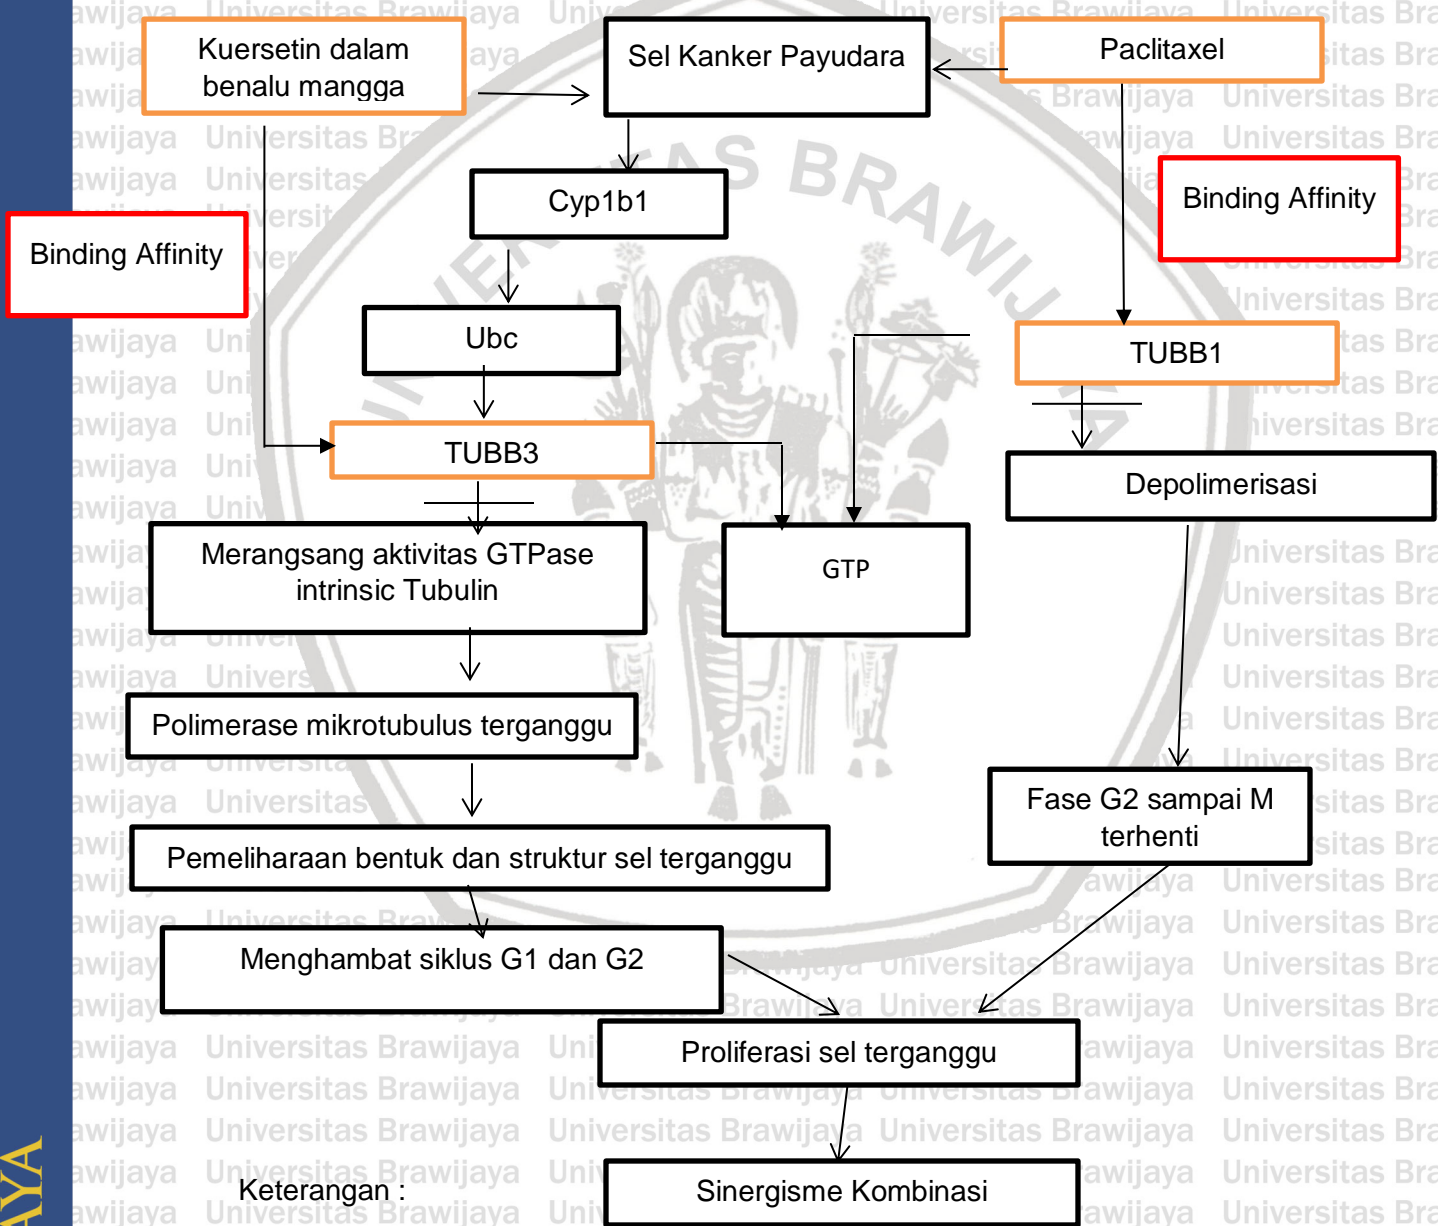 Kuersetin dalam
benalu mangga
Sel Kanker Payudara
Paclitaxel
Cyp1b1
Binding Affinity
Binding Affinity
Ubc
TUBB1
TUBB3
Depolimerisasi
Merangsang aktivitas GTPase
intrinsic Tubulin
GTP
Polimerase mikrotubulus terganggu
Fase G2 sampai M
terhenti
Pemeliharaan bentuk dan struktur sel terganggu
Menghambat siklus G1 dan G2
Proliferasi sel terganggu
Keterangan :
Sinergisme Kombinasi